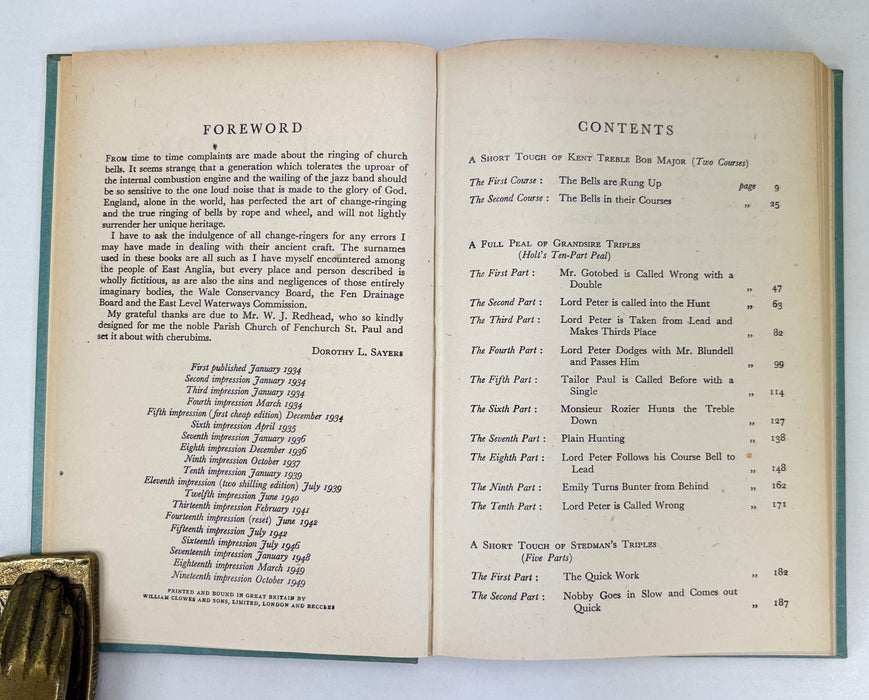 FOREWORD
From time to time complaints are made about the ringing of church
bells. It seems strange that a generation which tolerates the uproar of
the internal combustion engine and the wailing of the jazz band should
be so sensitive to the one loud noise that is made to the glory of God.
England, alone in the world, has perfected the art of change-ringing
and the true ringing of bells by rope and wheel, and will not lightly
surrender her unique heritage.
I have to ask the indulgence of all change-ringers for any errors I
may have made in dealing with their ancient craft. The surnames
used in these books are all such as I have myself encountered among
the people of East Anglia, but every place and person described is
wholly fictitious, as are also the sins and negligences of those entirely
imaginary bodies, the Wale Conservancy Board, the Fen Drainage
Board and the East Level Waterways Commission.
My grateful thanks are due to Mr. W. J. Redhead, who so kindly
designed for me the noble Parish Church of Fenchurch St. Paul and
set it about with cherubims.
Dorothy L. Sayers
First published January 1934
Second impression January 1934
Third impression January 1934
Fourth impression March 1934
Fifth impression (first cheap edition) December 1934
Sixth impression April 1935
Seventh impression January 1936
Eighth impression December 1936
Ninth impression October 1937
Tenth impression January 1939
Eleventh impression (two shilling edition) July 1939
Twelfth impression June 1940
Thirteenth impression February 1941
Fourteenth impression (reset) June 1942
Fifteenth impression July 1942
Sixteenth impression July 1946
Seventeenth impression January 1948
Eighteenth impression March 1949
Nineteenth impression October 1949
PRINTED AND BOUND IN GREAT BRITAIN BY
WILLIAM CLOWES AND SONS, LIMITED, LONDON AND BECCLES
CONTENTS
A Short Touch of Kent Treble Bob Major (Two Courses)
The First Course : The Bells are Rung Up page 9
The Second Course : The Bells in their Courses „ 25
A Full Peal of Grandsire Triples
(Holt's Ten-Part Peal)
The First Part : Mr. Gotobed is Called Wrong with a
Double „ 47
The Second Part : Lord Peter is called into the Hunt „ 63
The Third Part : Lord Peter is Taken from Lead and
Makes Thirds Place „ 82
The Fourth Part : Lord Peter Dodges with Mr. Blundell
and Passes Him „ 99
The Fifth Part : Tailor Paul is Called Before with a
Single „ 114
The Sixth Part : Monsieur Rozier Hunts the Treble
Down „ 127
The Seventh Part : Plain Hunting „ 138
The Eighth Part : Lord Peter Follows his Course Bell to
Lead „ 148
The Ninth Part : Emily Turns Bunter from Behind „ 162
The Tenth Part : Lord Peter is Called Wrong „ 171
A Short Touch of Stedman's Triples
(Five Parts)
The First Part : The Quick Work „ 182
The Second Part : Nobby Goes in Slow and Comes out
Quick „ 187